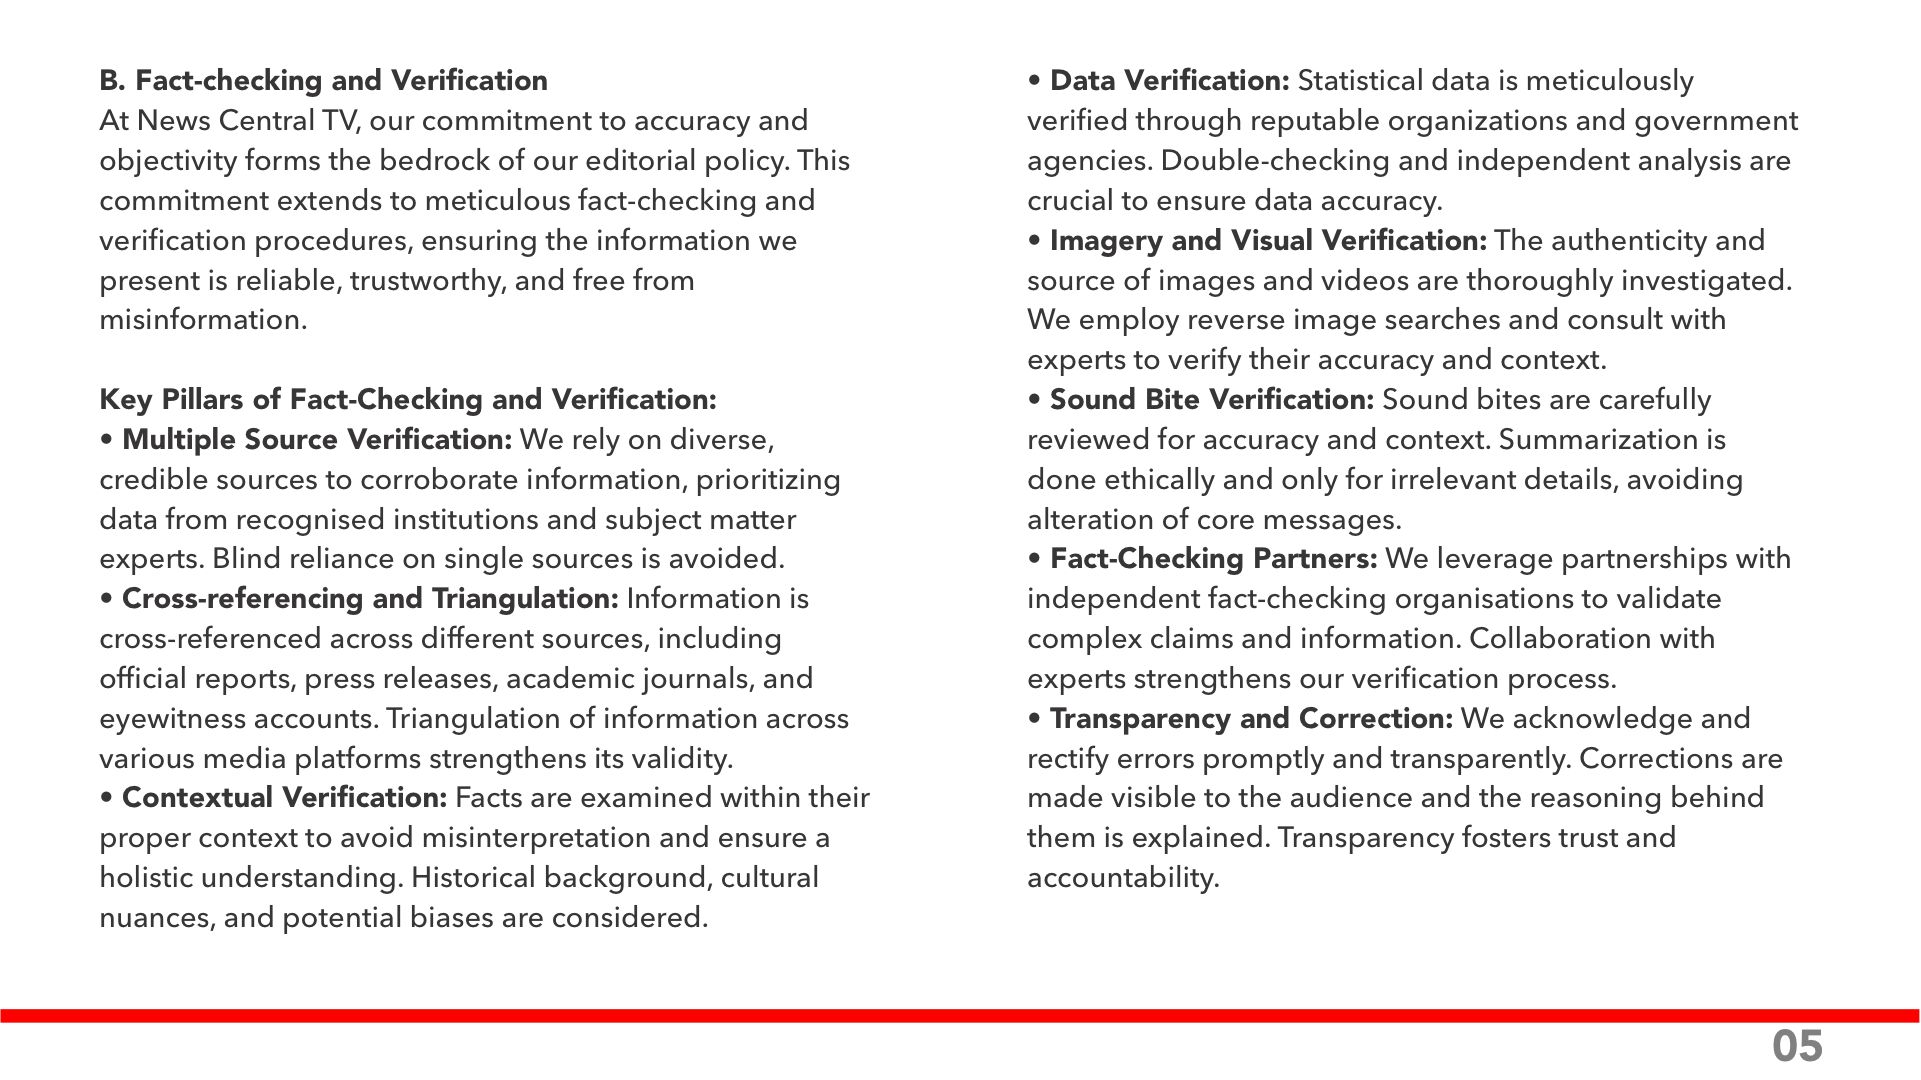 B. Fact-checking and Verification
At News Central TV, our commitment to accuracy and
objectivity forms the bedrock of our editorial policy. This
commitment extends to meticulous fact-checking and
verification procedures, ensuring the information we
present is reliable, trustworthy, and free from
misinformation.
Key Pillars of Fact-Checking and Verification:
• Multiple Source Verification: We rely on diverse,
credible sources to corroborate information, prioritizing
data from recognised institutions and subject matter
experts. Blind reliance on single sources is avoided.
• Cross-referencing and Triangulation: Information is
cross-referenced across different sources, including
official reports, press releases, academic journals, and
eyewitness accounts. Triangulation of information across
various media platforms strengthens its validity.
• Contextual Verification: Facts are examined within their
proper context to avoid misinterpretation and ensure a
holistic understanding. Historical background, cultural
nuances, and potential biases are considered.
• Data Verification: Statistical data is meticulously
verified through reputable organizations and government
agencies. Double-checking and independent analysis are
crucial to ensure data accuracy.
• Imagery and Visual Verification: The authenticity and
source of images and videos are thoroughly investigated.
We employ reverse image searches and consult with
experts to verify their accuracy and context.
• Sound Bite Verification: Sound bites are carefully
reviewed for accuracy and context. Summarization is
done ethically and only for irrelevant details, avoiding
alteration of core messages.
• Fact-Checking Partners: We leverage partnerships with
independent fact-checking organisations to validate
complex claims and information. Collaboration with
experts strengthens our verification process.
• Transparency and Correction: We acknowledge and
rectify errors promptly and transparently. Corrections are
made visible to the audience and the reasoning behind
them is explained. Transparency fosters trust and
accountability.
05